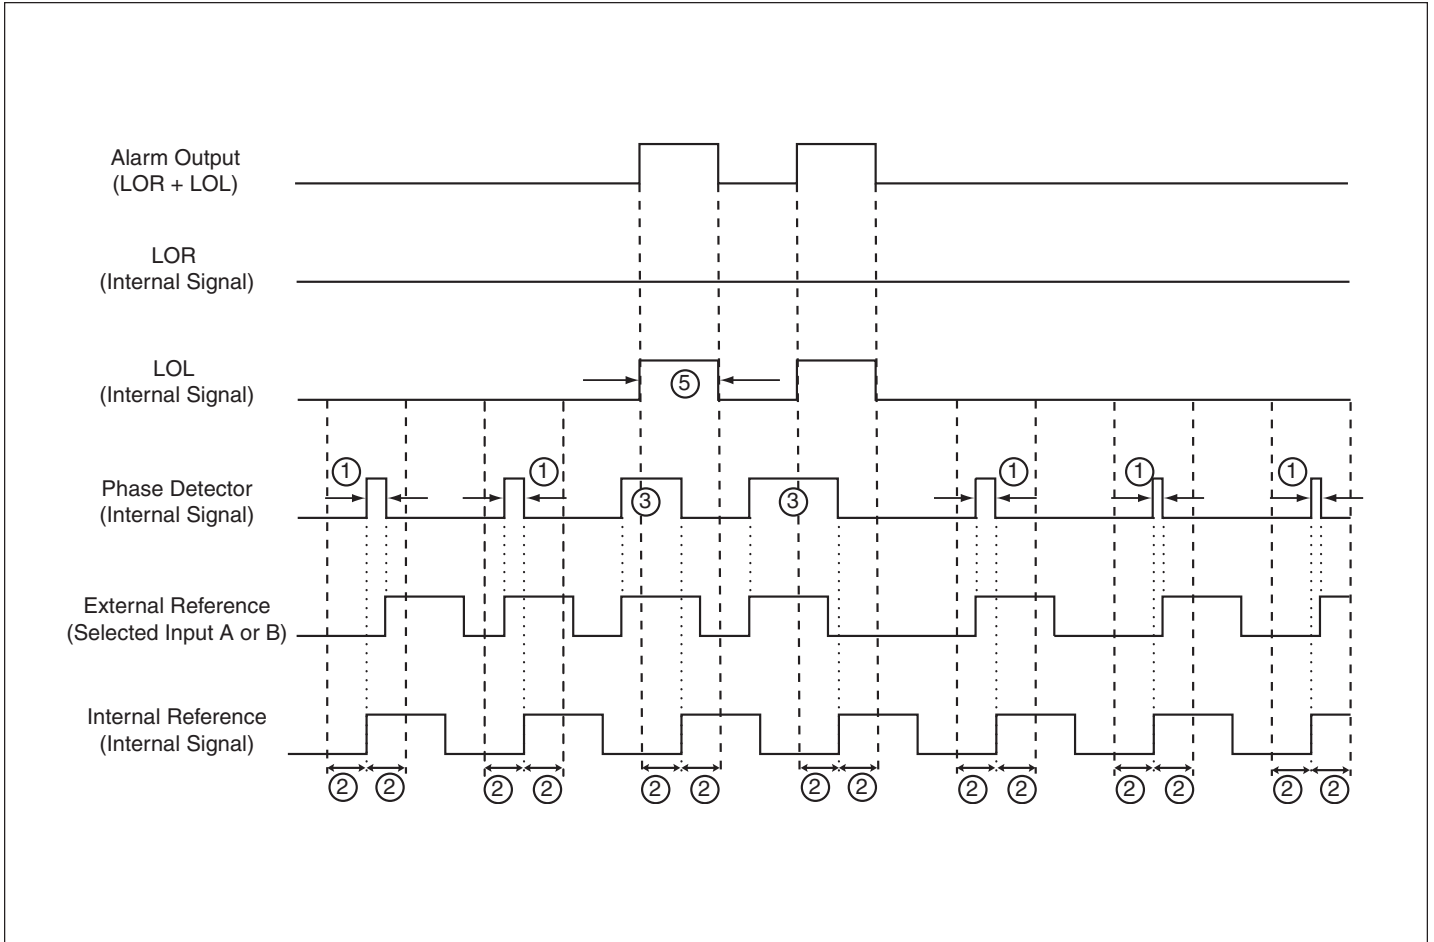 Alarm Output
(LOR + LOL)
LOR
(Internal Signal)
LOL
(Internal Signal)
5
1 1 1 1 1
Phase Detector
(Internal Signal)
3 3
External Reference
(Selected Input A or B)
Internal Reference
(Internal Signal)
2 2 2 2 2 2 2 2 2 2 2 2 2 2